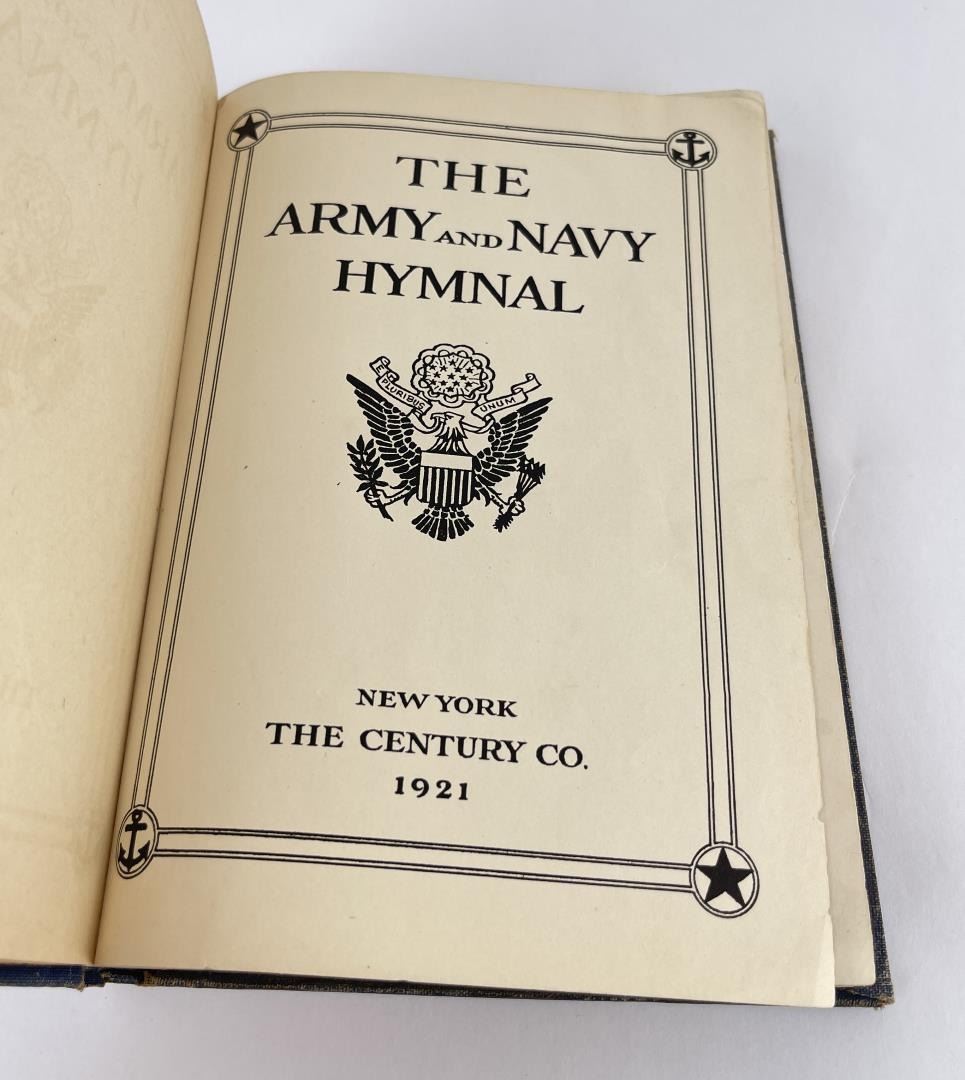 THE
ARMY AND NAVY
HYMNAL
E PLURIBUS UNUM
NEW YORK
THE CENTURY CO.
1921